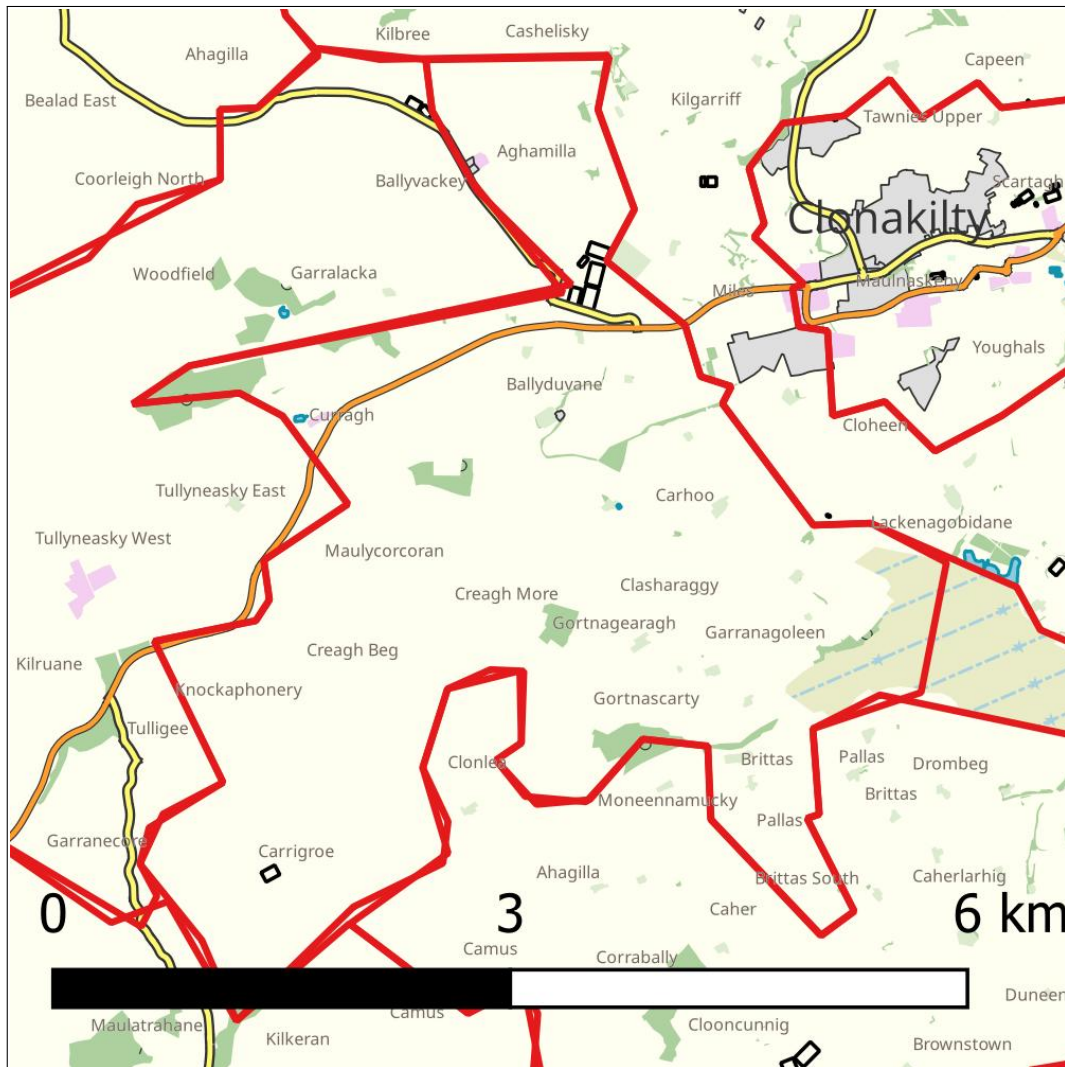 Kilbree
Cashelisky
Ahagilla
Capeen
Bealad East
Kilgarriff
Tawnies Upper
Aghamilla
Coorleigh North
Ballyvackey
Scartagh
Clonakilty
Woodfield
Garralacka
Miles
Maulnaskehy
Youghals
Ballyduvane
Curragh
Cloheen
Tullyneasky East
Carhoo
Lackenagobidane
Tullyneasky West
Maulycorcoran
Clasharaggy
Creagh More
Gortnagearagh
Garranagoleen
Creagh Beg
Kilruane
Knockaphonery
Gortnascarty
Tulligee
Clonlea
Brittas
Pallas
Drombeg
Moneennamucky
Brittas
Pallas
Garranecore
Carrigroe
Ahagilla
Brittas South
Caherlarhig
Caher
0 3 6 km
Camus
Corrabally
Duneen
Camus
Maulatrahane
Clooncunnig
Kilkeran
Brownstown